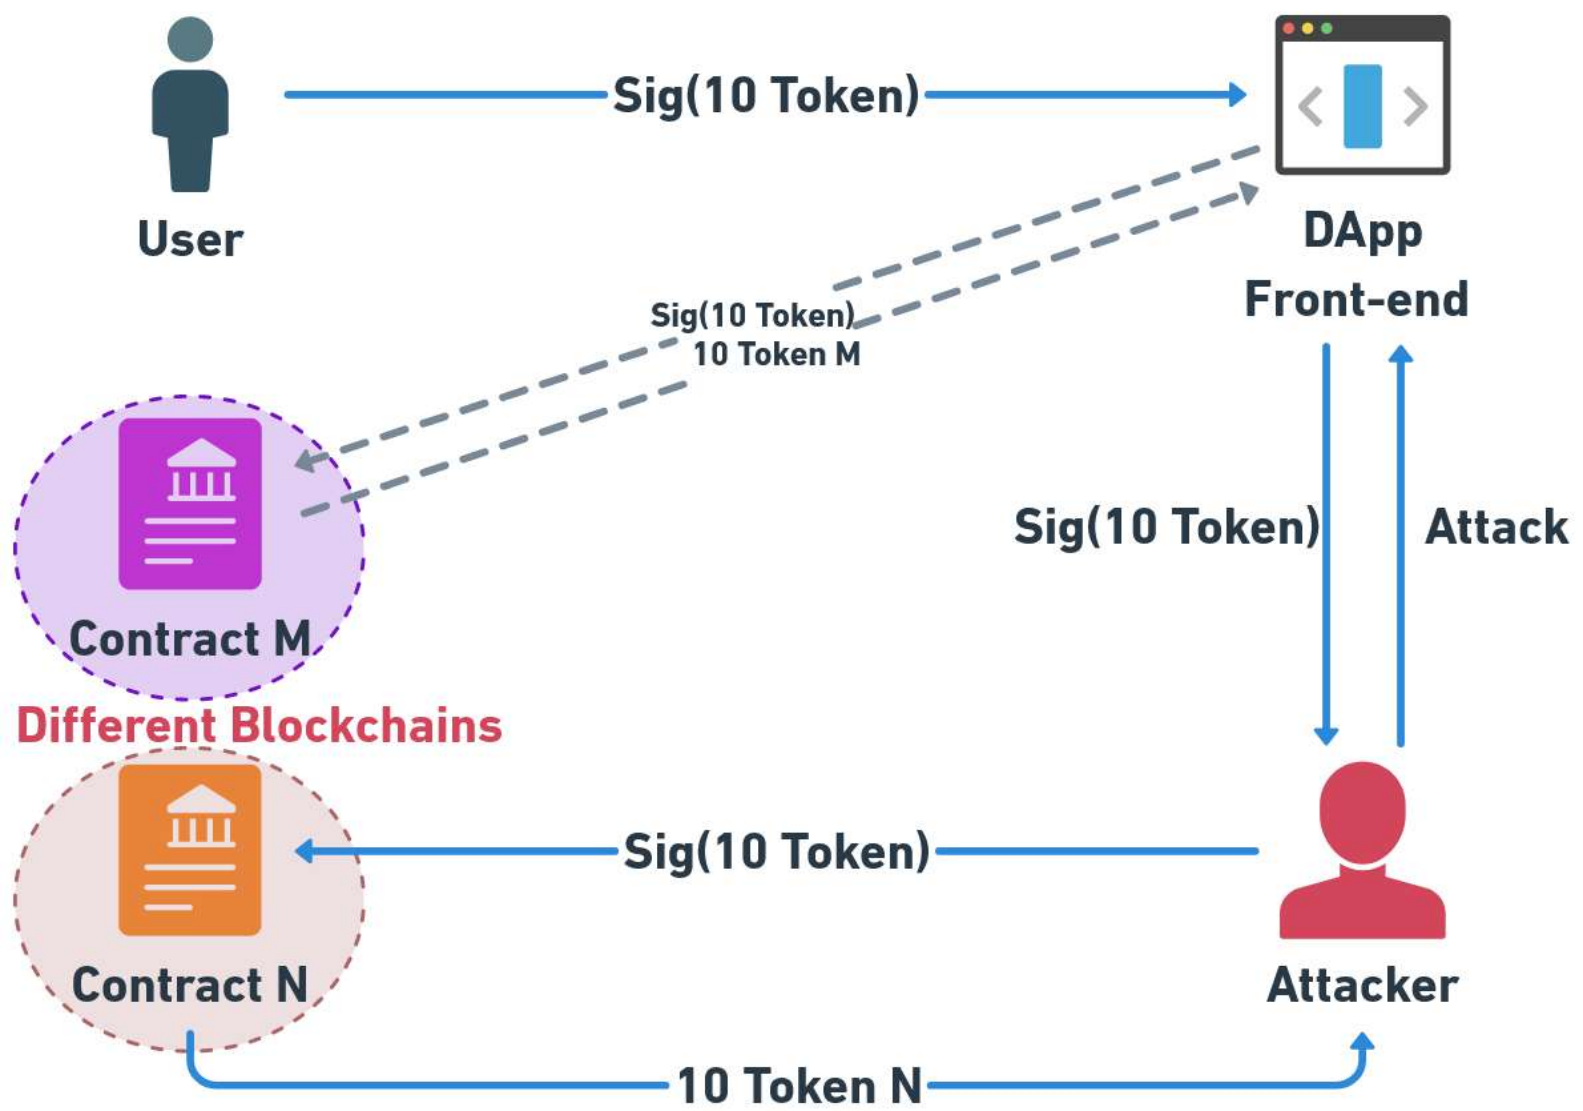 Sig(10 Token)
User
DApp
Front-end
Sig(10 Token)
10 Token M
Sig(10 Token)
Attack
Contract M
Different Blockchains
Sig(10 Token)
Contract N
Attacker
10 Token N